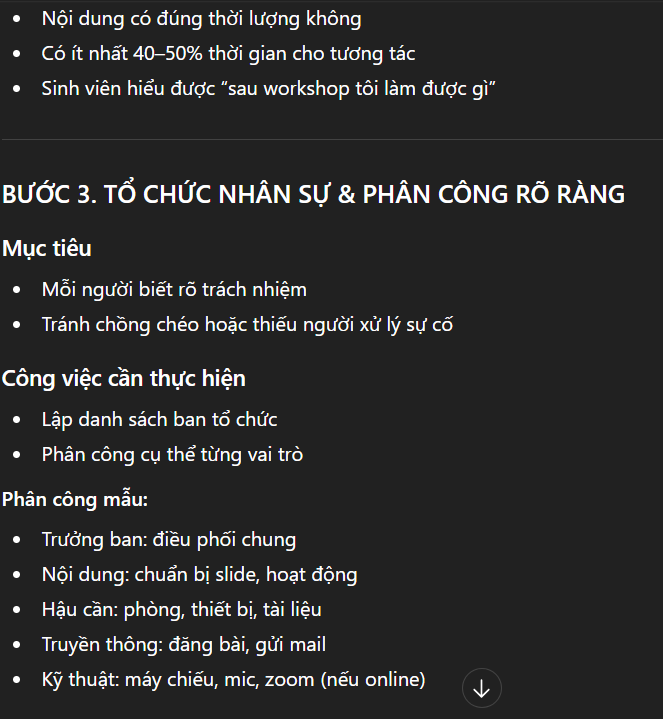 Nội dung có đúng thời lượng không
Có ít nhất 40–50% thời gian cho tương tác
Sinh viên hiểu được “sau workshop tôi làm được gì”
BƯỚC 3. TỔ CHỨC NHÂN SỰ & PHÂN CÔNG RÕ RÀNG
Mục tiêu
Mỗi người biết rõ trách nhiệm
Tránh chồng chéo hoặc thiếu người xử lý sự cố
Công việc cần thực hiện
Lập danh sách ban tổ chức
Phân công cụ thể từng vai trò
Phân công mẫu:
Trưởng ban: điều phối chung
Nội dung: chuẩn bị slide, hoạt động
Hậu cần: phòng, thiết bị, tài liệu
Truyền thông: đăng bài, gửi mail
Kỹ thuật: máy chiếu, mic, zoom (nếu online)